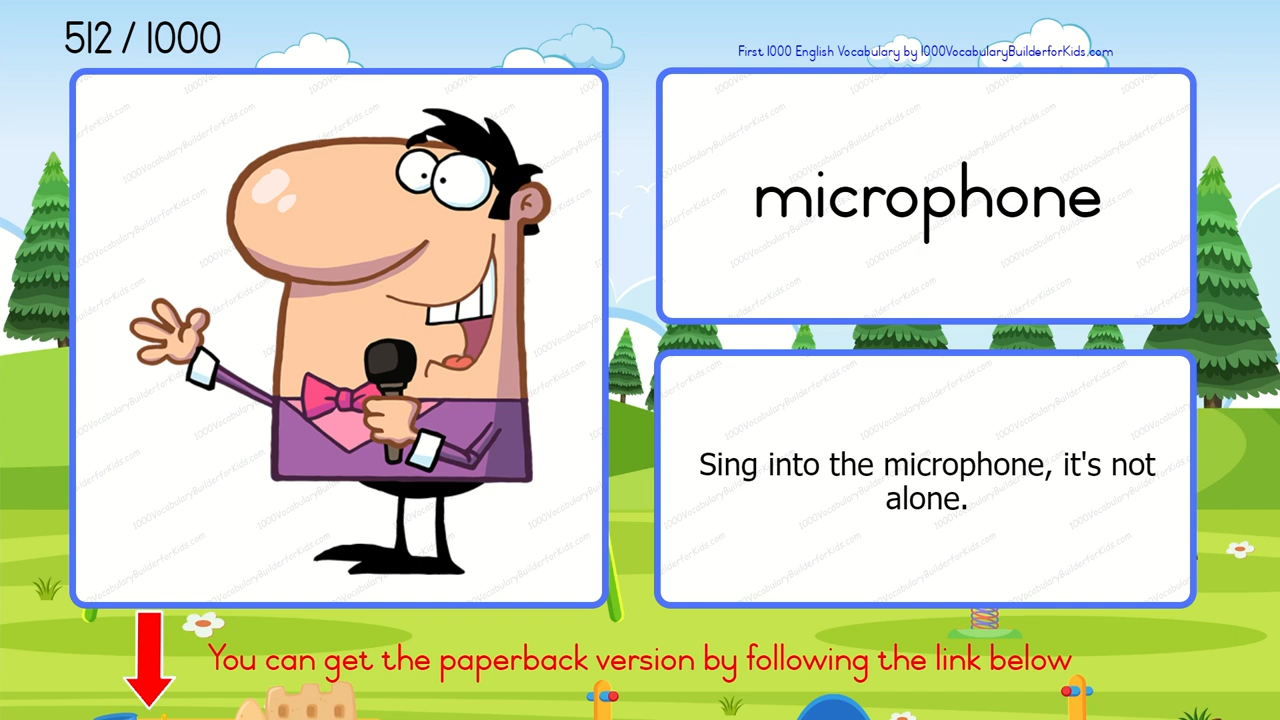 512 / 1000
First 1000 English Vocabulary by 1000VocabularyBuilderforKids.com
microphone
Sing into the microphone, it's not
alone.
You can get the paperback version by following the link below